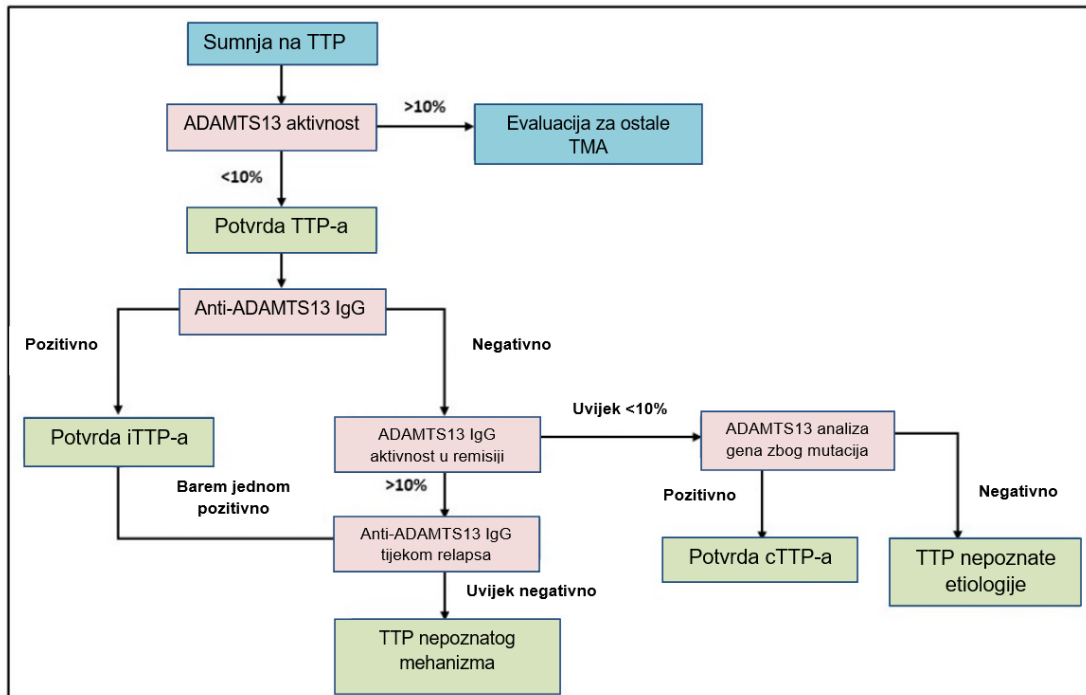 Sumnja na TTP
>10%
ADAMTS13 aktivnost
Evaluacija za ostale
TMA
<10%
Potvrda TTP-a
Anti-ADAMTS13 IgG
Pozitivno
Negativno
Uvijek <10%
Potvrda iTTP-a
ADAMTS13 IgG
aktivnost u remisiji
ADAMTS13 analiza
gena zbog mutacija
>10%
Barem jednom
pozitivno
Pozitivno
Negativno
Anti-ADAMTS13 IgG
tijekom relapsa
Potvrda cTTP-a
TTP nepoznate
etiologije
Uvijek negativno
TTP nepoznatog
mehanizma